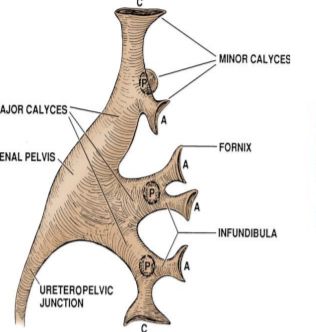 C
MINOR CALYCES
P
A
AJOR CALYCES
FORNIX
A
ENAL PELVIS
P
A
INFUNDIBULA
P
A
URETEROPELVIC
JUNCTION
C